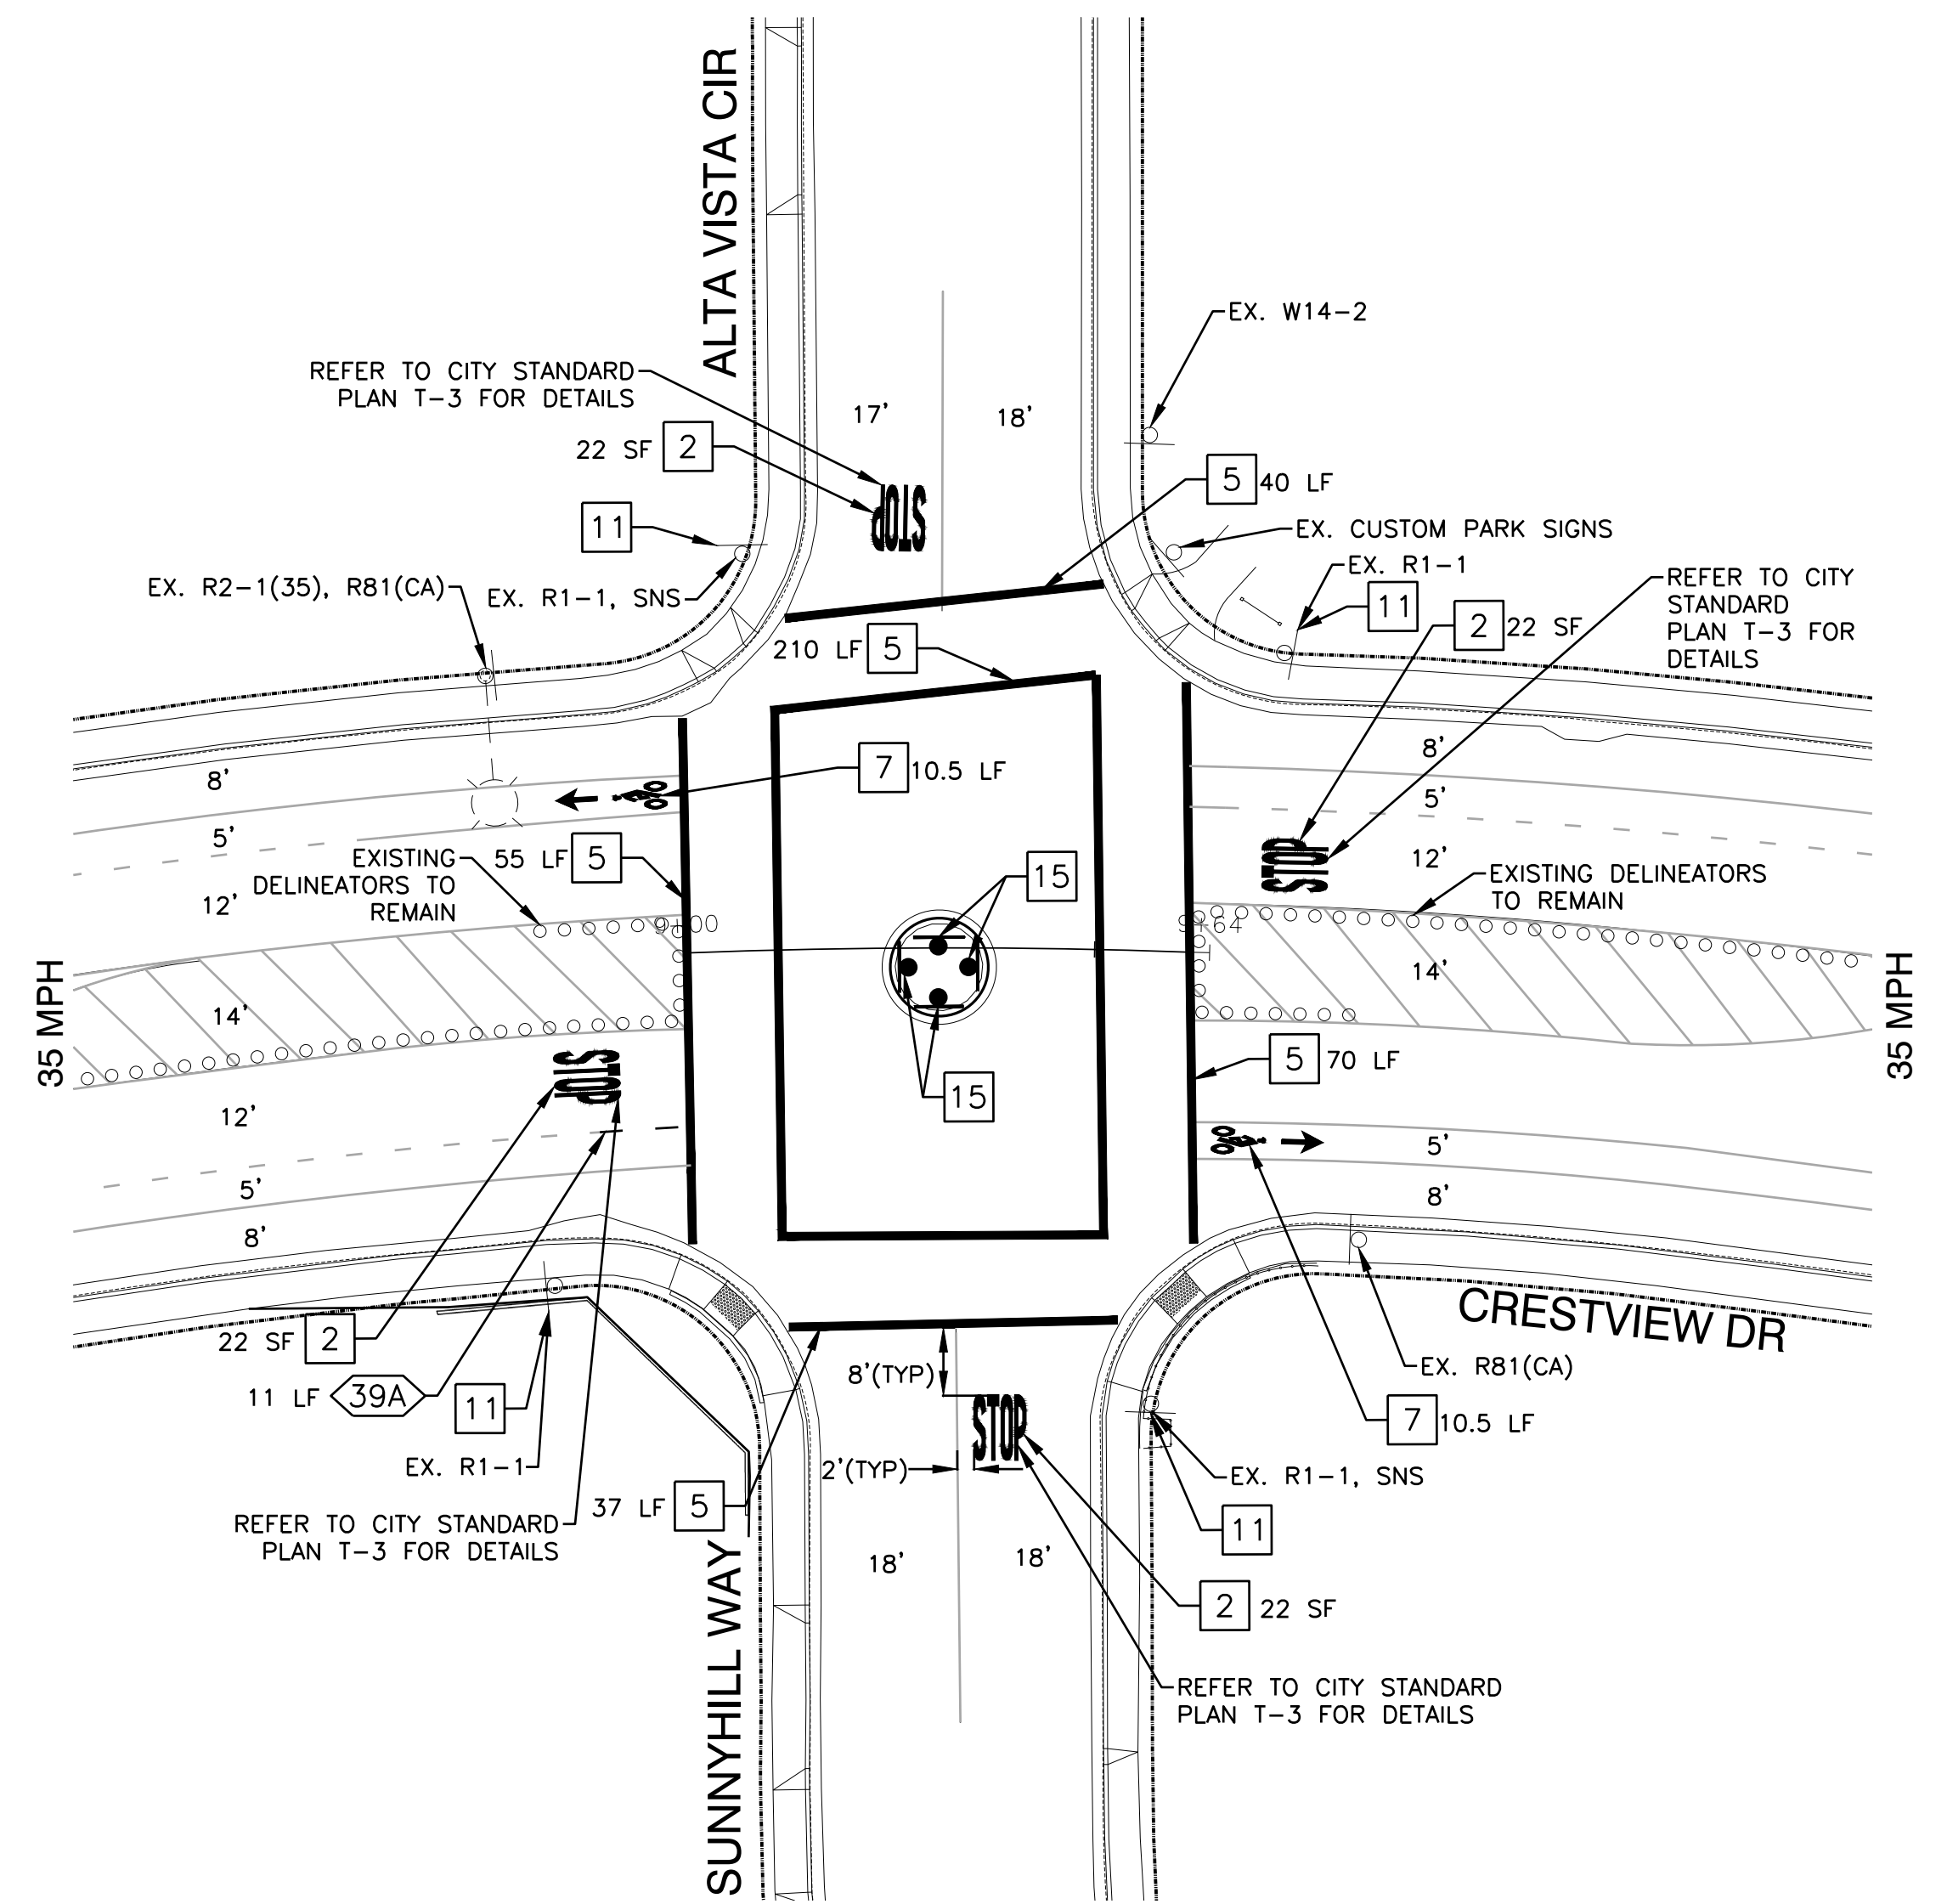 ALTA VISTA CIR
EX. W14-2
REFER TO CITY STANDARD
PLAN T-3 FOR DETAILS
17'
18'
22 SF 2
5 40 LF
STOP
11
EX. CUSTOM PARK SIGNS
EX. R1-1
REFER TO CITY
STANDARD
PLAN T-3 FOR
DETAILS
EX. R2-1(35), R81(CA)
EX. R1-1, SNS
11
2 22 SF
210 LF 5
8'
8'
7 10.5 LF
5'
5'
STOP
EXISTING
DELINEATORS TO
REMAIN
55 LF 5
12'
12'
15
EXISTING DELINEATORS
TO REMAIN
9+00
9+64
35 MPH
14'
14'
35 MPH
STOP
5 70 LF
15
12'
5'
5'
8'
8'
CRESTVIEW DR
22 SF 2
8'(TYP)
EX. R81(CA)
11 LF 39A
11
STOP
7 10.5 LF
EX. R1-1
2'(TYP)
EX. R1-1, SNS
37 LF 5
11
REFER TO CITY STANDARD
PLAN T-3 FOR DETAILS
18'
18'
2 22 SF
SUNNYHILL WAY
REFER TO CITY STANDARD
PLAN T-3 FOR DETAILS